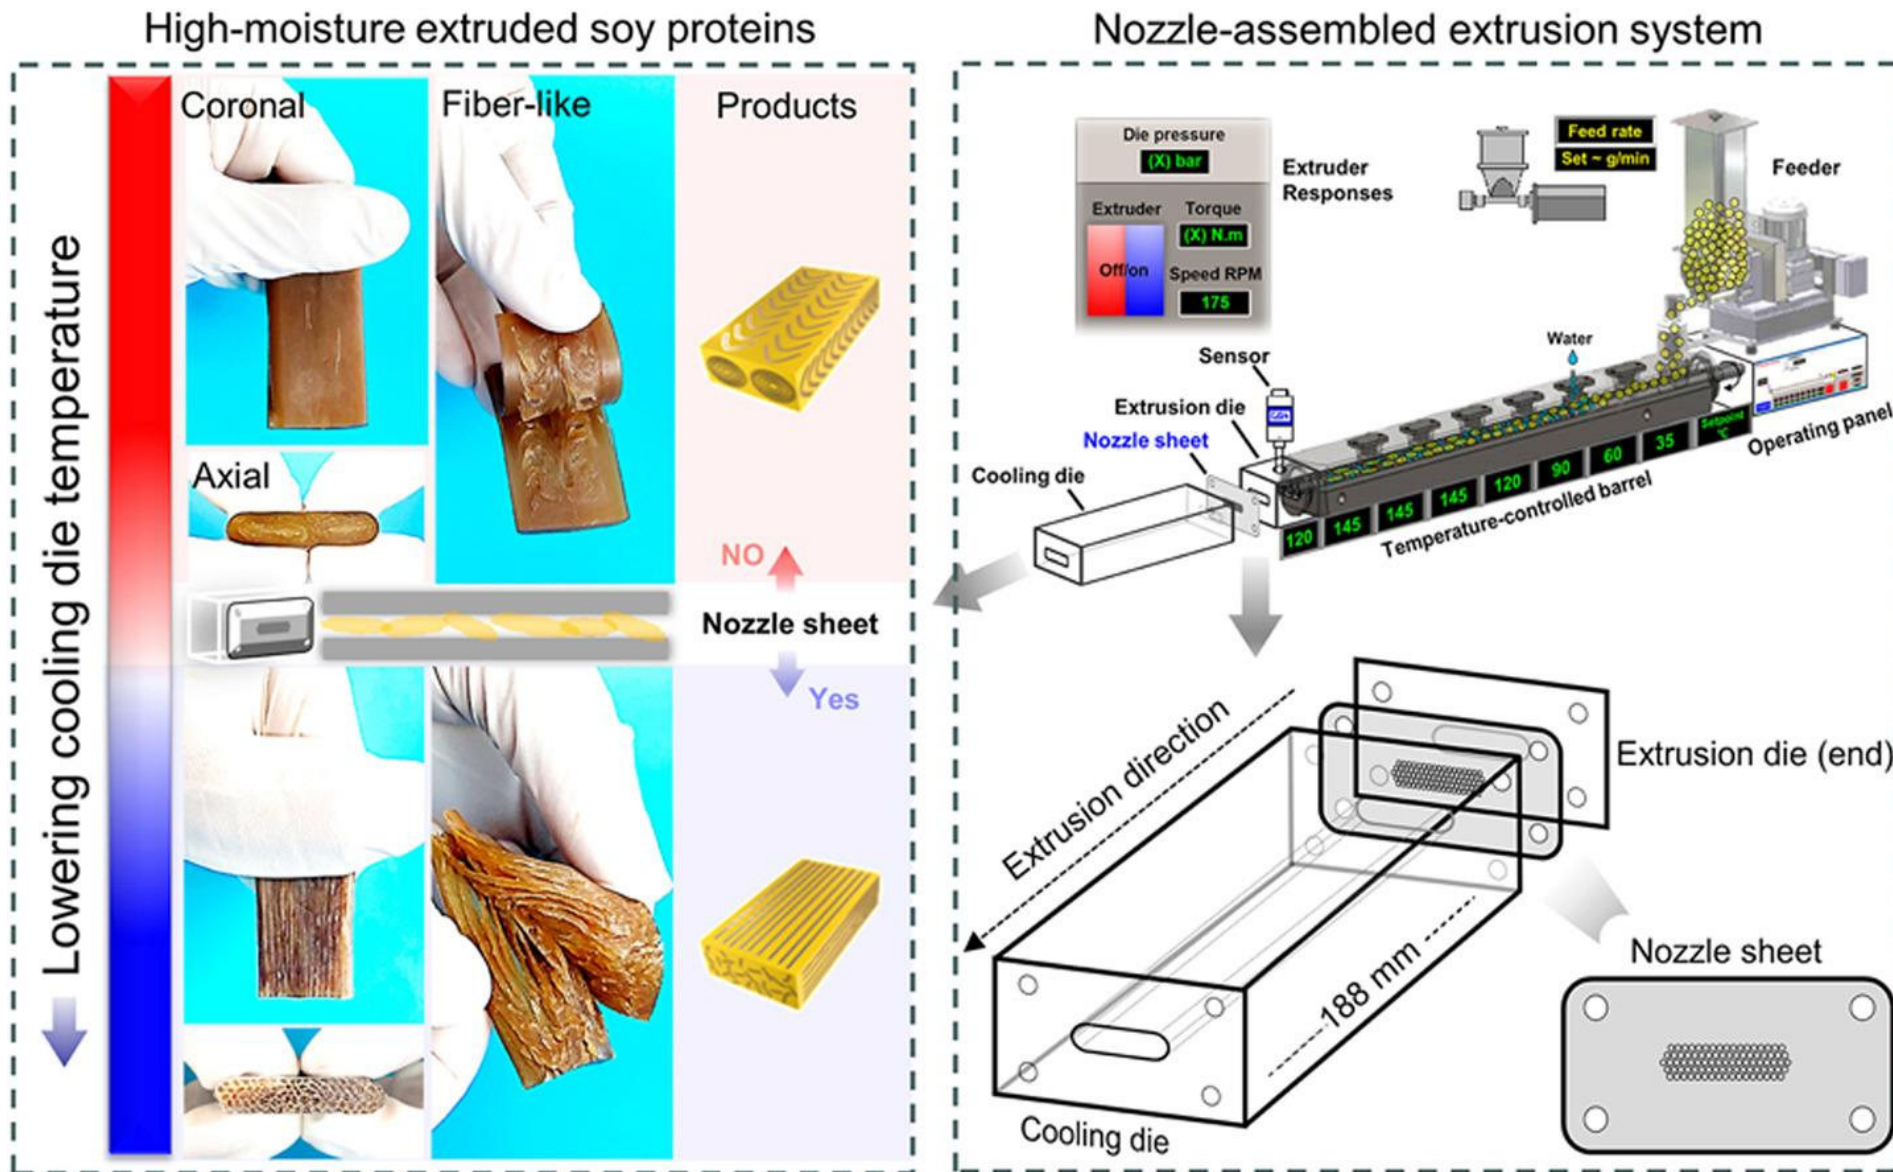 High-moisture extruded soy proteins
Lowering cooling die temperature
Coronal
Fiber-like
Products
Axial
NO
Nozzle sheet
Yes
Nozzle-assembled extrusion system
Die pressure
(X) bar
Extruder
Torque
(X) N.m
Off/on
Speed RPM
175
Extruder
Responses
Feed rate
Set ~ g/min
Feeder
Water
Sensor
Extrusion die
Nozzle sheet
Cooling die
120 145 145 145 120 90 60 35 Setpoint °C
Temperature-controlled barrel
Operating panel
Extrusion direction
Extrusion die (end)
188 mm
Cooling die
Nozzle sheet